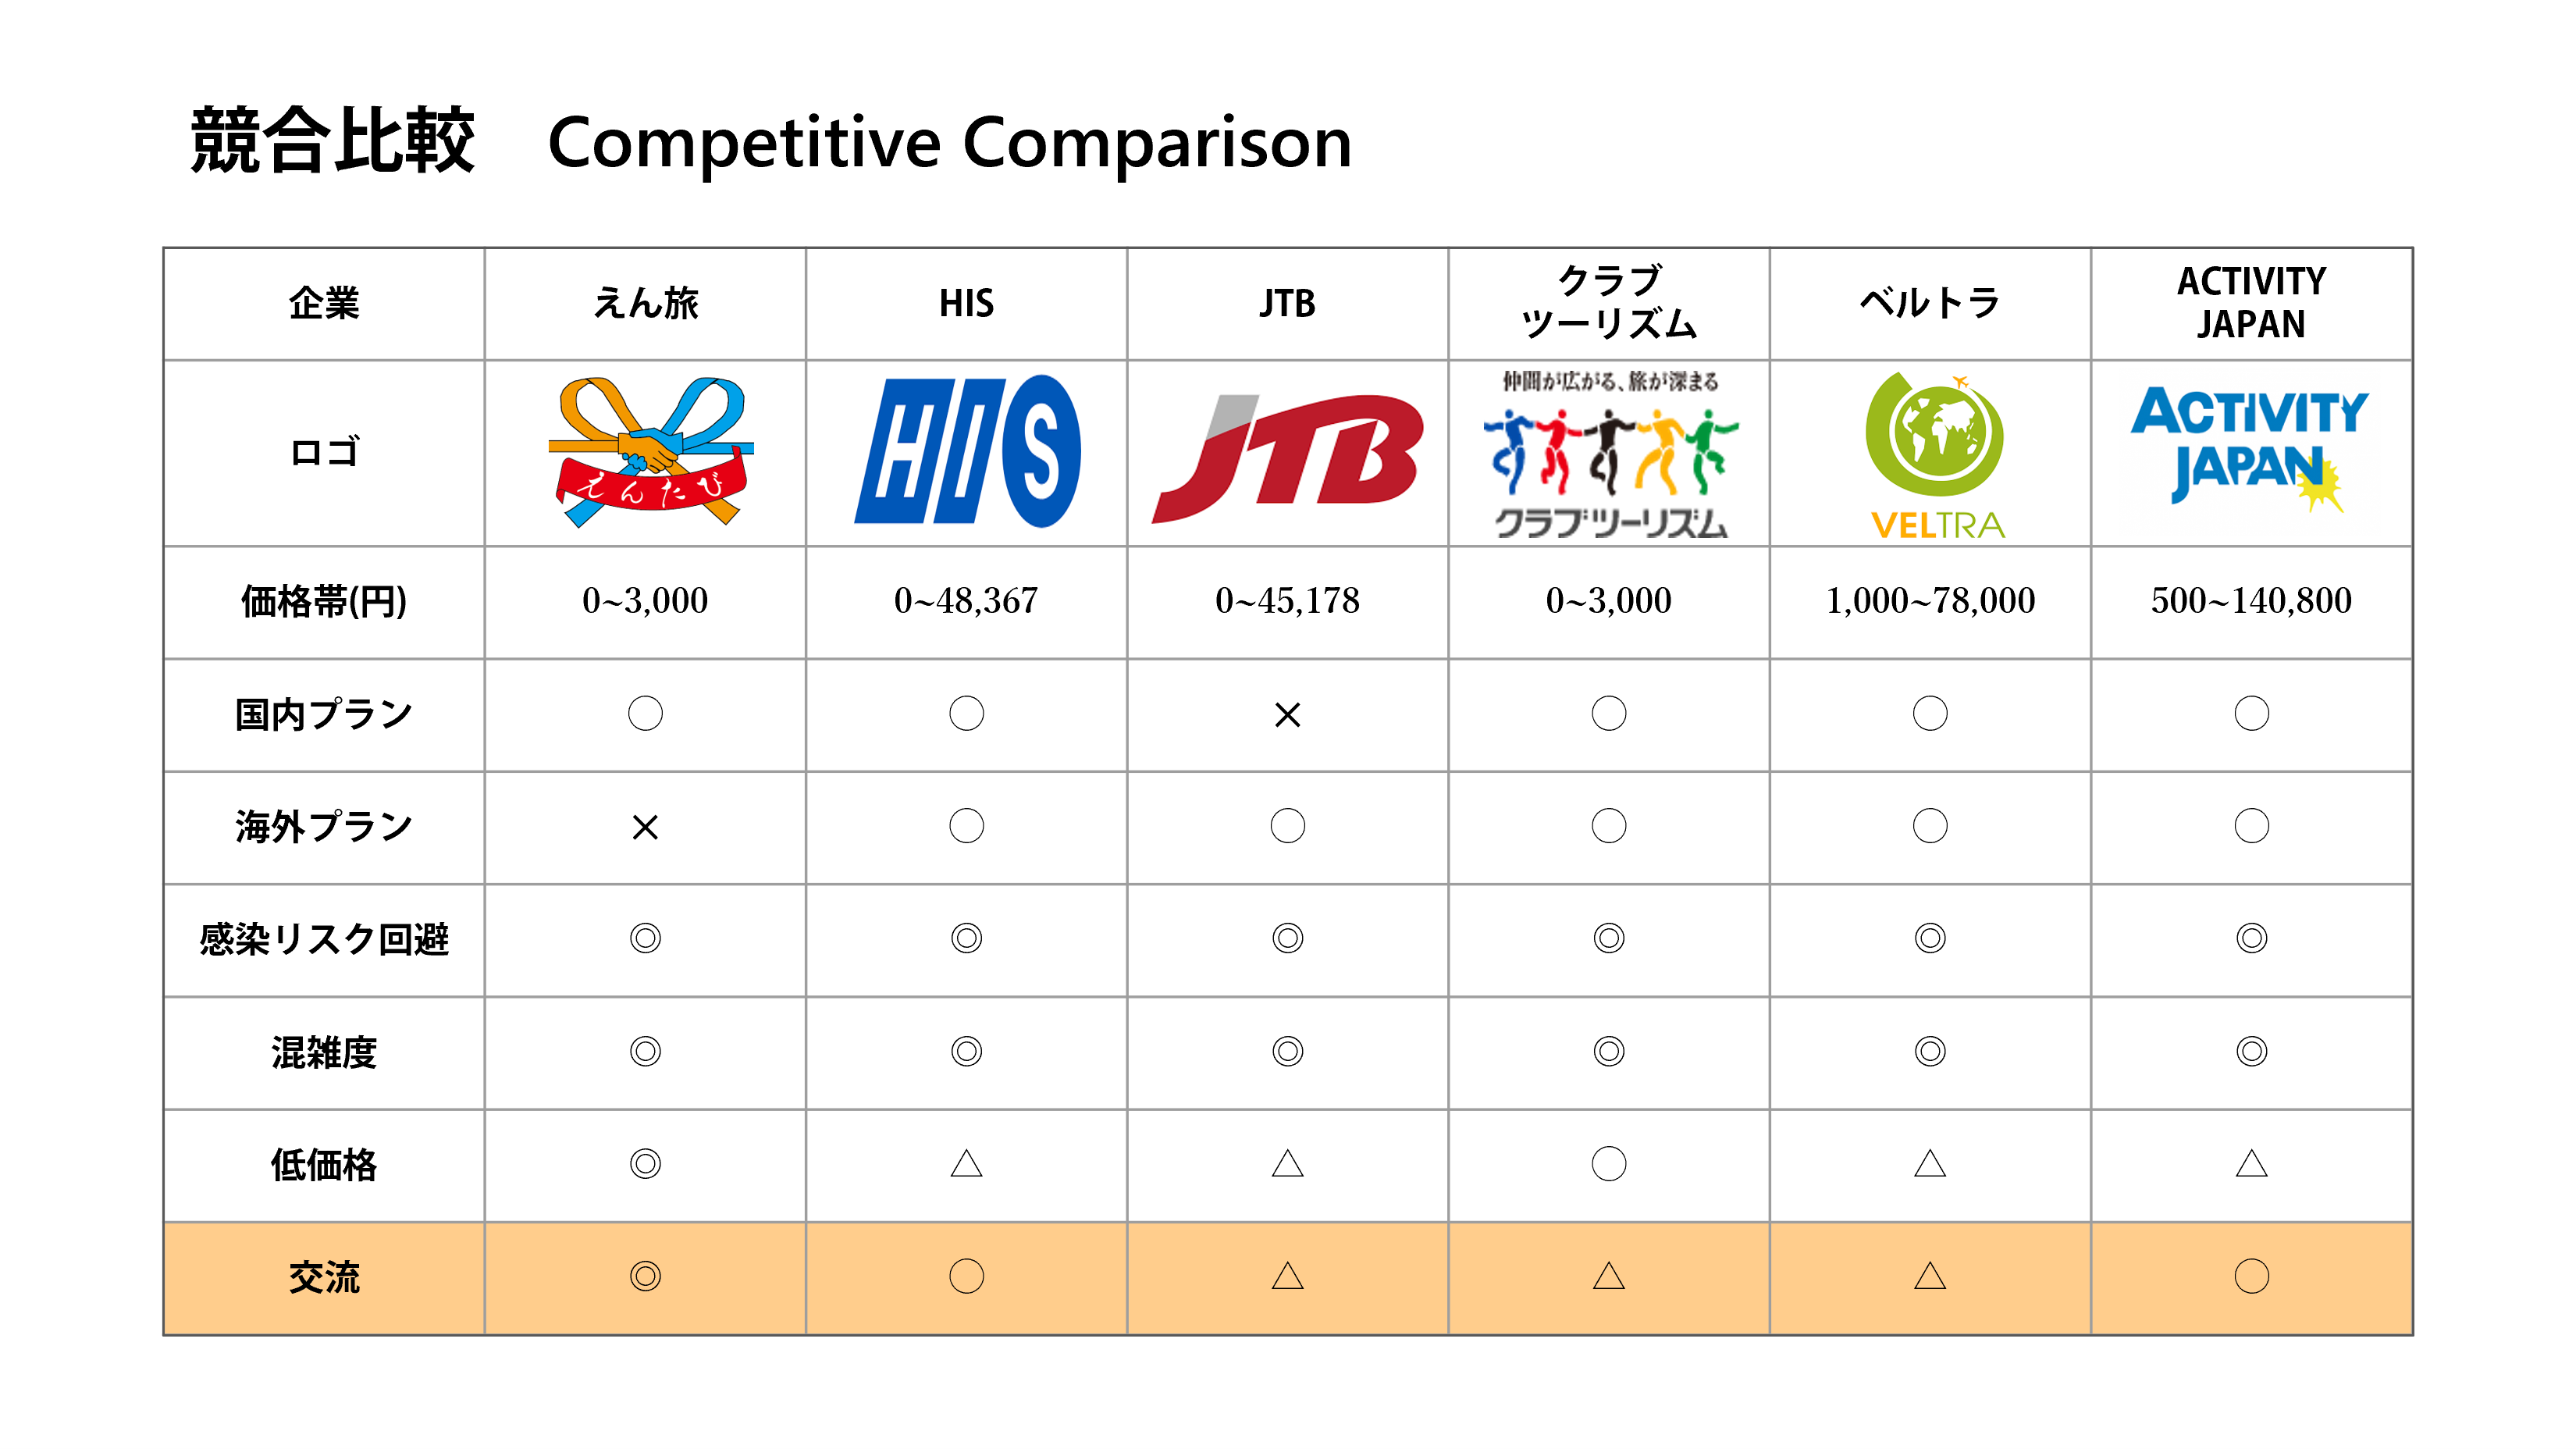 競合比較 Competitive Comparison
企業 えん旅 HIS JTB クラブ ツーリズム ベルトラ ACTIVITY JAPAN
ロゴ
えんたび
HIS
JTB
仲間が広がる、旅が深まる
クラブツーリズム
VELTRA
ACTIVITY
JAPAN
価格帯(円) 0~3,000 0~48,367 0~45,178 0~3,000 1,000~78,000 500~140,800
国内プラン ○ ○ × ○ ○ ○
海外プラン × ○ ○ ○ ○ ○
感染リスク回避 ◎ ◎ ◎ ◎ ◎ ◎
混雑度 ◎ ◎ ◎ ◎ ◎ ◎
低価格 ◎ △ △ ○ △ △
交流 ◎ ○ △ △ △ ○